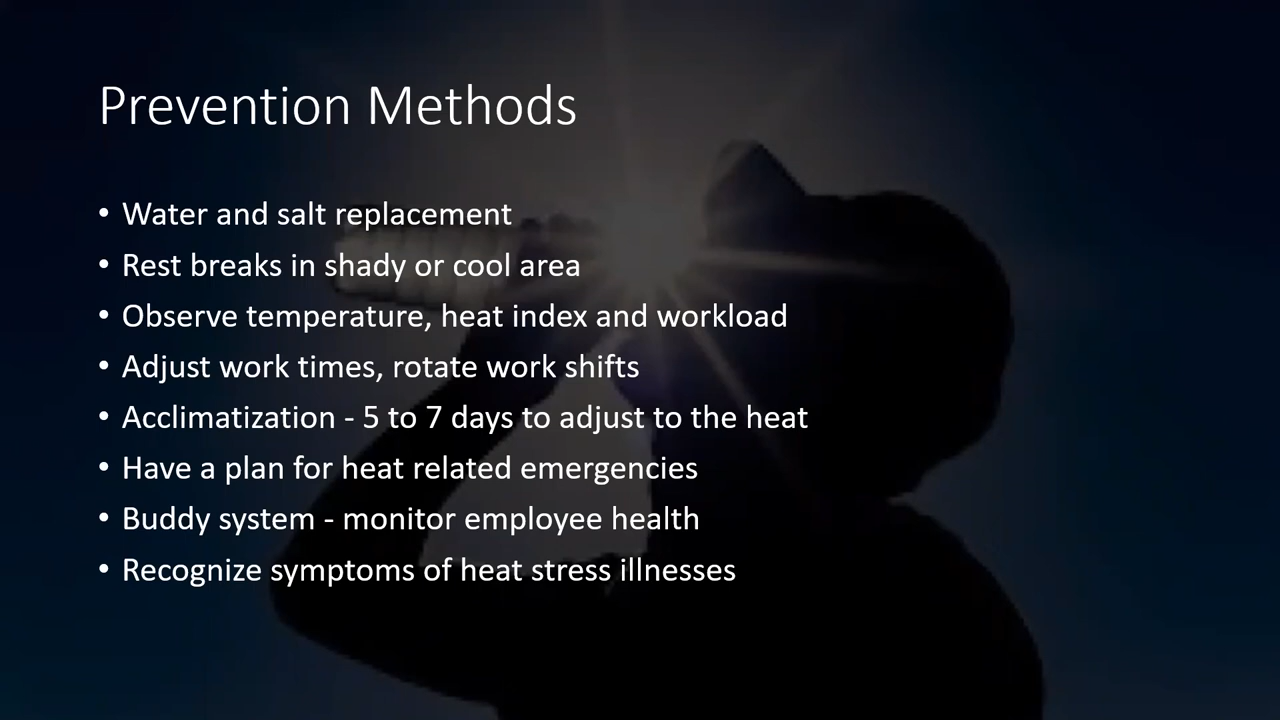 Prevention Methods
• Water and salt replacement
• Rest breaks in shady or cool area
• Observe temperature, heat index and workload
• Adjust work times, rotate work shifts
• Acclimatization - 5 to 7 days to adjust to the heat
• Have a plan for heat related emergencies
• Buddy system - monitor employee health
• Recognize symptoms of heat stress illnesses